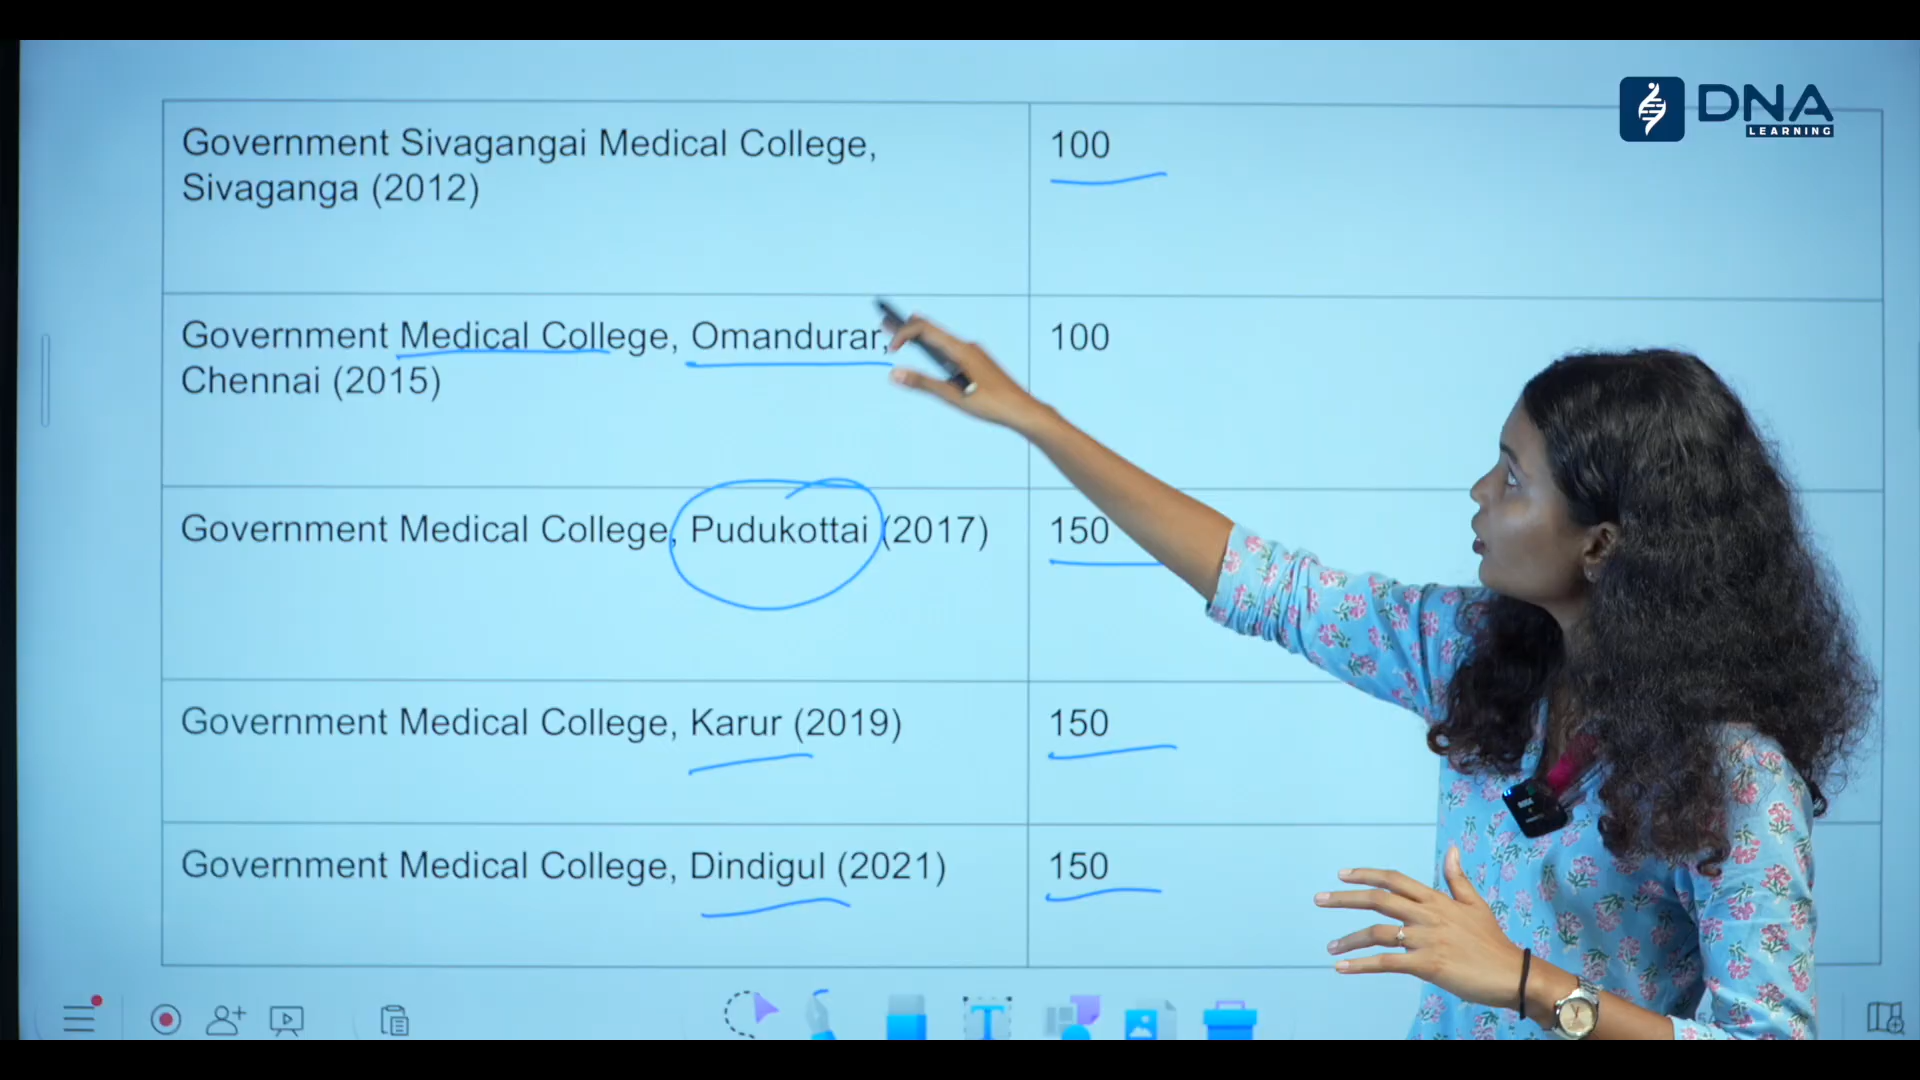 DNA
LEARNING
Government Sivagangai Medical College,
Sivaganga (2012)
100
Government Medical College, Omandurar,
Chennai (2015)
100
Government Medical College, Pudukottai (2017)
150
Government Medical College, Karur (2019)
150
Government Medical College, Dindigul (2021)
150